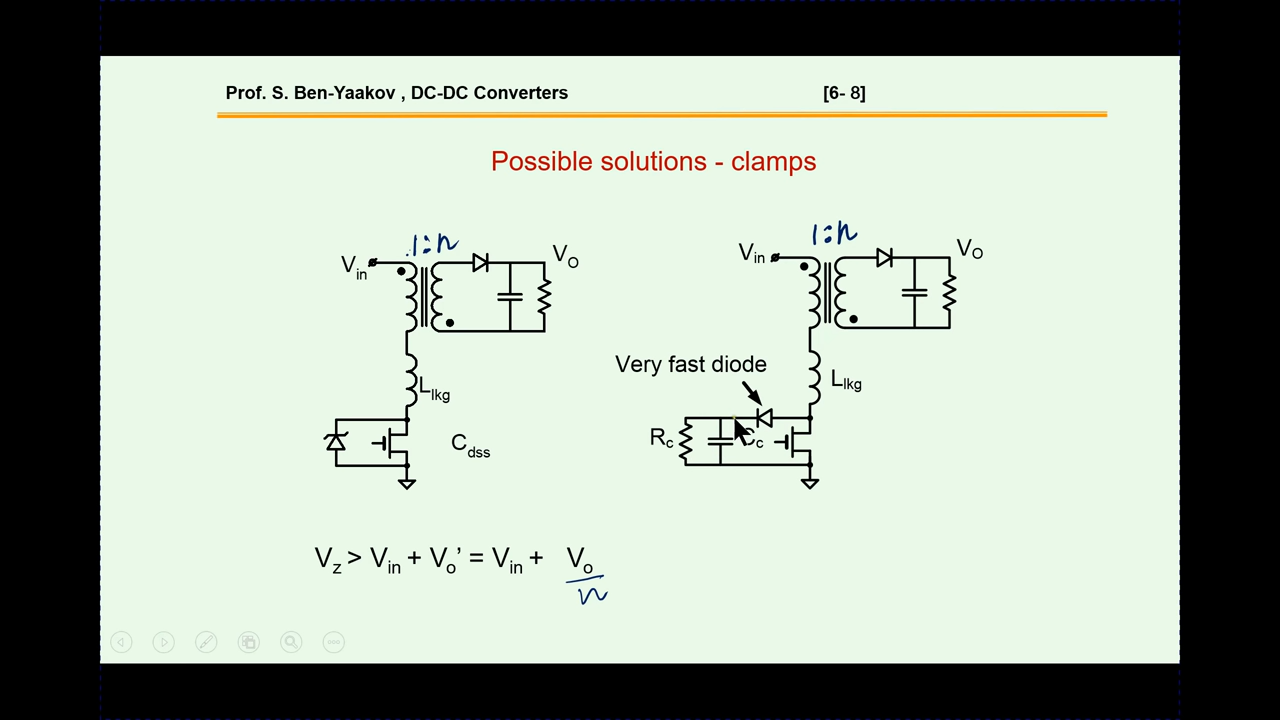 Prof. S. Ben-Yaakov , DC-DC Converters [6- 8]
Possible solutions - clamps
1:n 1:n
Vin VO Vin VO
Very fast diode
Llkg Llkg
Cdss Rc Cc
Vz > Vin + Vo’ = Vin + Vo
n